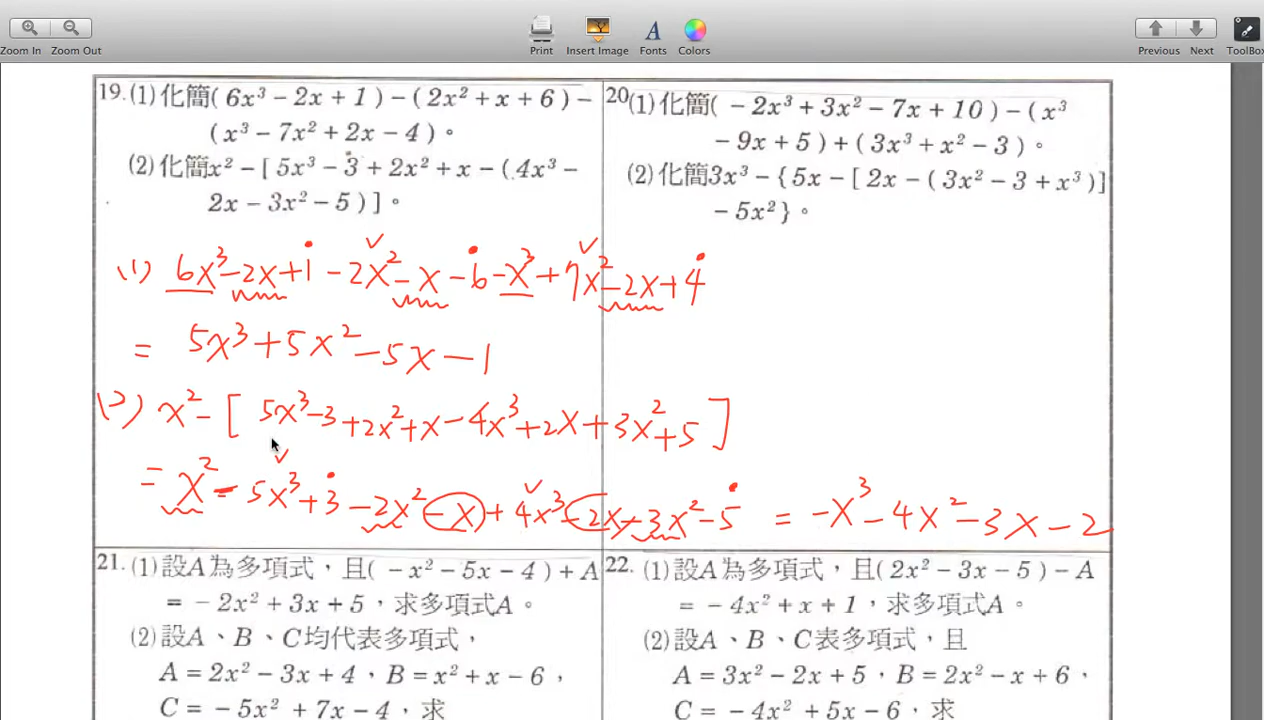 Zoom In Zoom Out Print Insert Image Fonts Colors Previous Next ToolBox
19.(1)化簡( 6x³ − 2x + 1 ) − ( 2x² + x + 6 ) −
( x³ − 7x² + 2x − 4 )。
(2)化簡x² − [ 5x³ − 3 + 2x² + x − ( 4x³ −
2x − 3x² − 5 ) ]。
20(1)化簡( − 2x³ + 3x² − 7x + 10 ) − ( x³
− 9x + 5 ) + ( 3x³ + x² − 3 )。
(2)化簡3x³ − { 5x − [ 2x − ( 3x² − 3 + x³ )]
− 5x² }。
(1) 6x³−2x+1−2x²−x−6−x³+7x²−2x+4
= 5x³+5x²−5x−1
(2) x²−[ 5x³−3+2x²+x−4x³+2x+3x²+5 ]
= x²−5x³+3−2x²−x+4x³−2x−3x²−5 = −x³−4x²−3x−2
21. (1)設A為多項式，且( − x² − 5x − 4 ) + A
= − 2x² + 3x + 5，求多項式A。
(2)設A、B、C均代表多項式，
A = 2x² − 3x + 4，B = x² + x − 6，
C = − 5x² + 7x − 4，求
22. (1)設A為多項式，且( 2x² − 3x − 5 ) − A
= − 4x² + x + 1，求多項式A。
(2)設A、B、C表多項式，且
A = 3x² − 2x + 5，B = 2x² − x + 6，
C = − 4x² + 5x − 6，求